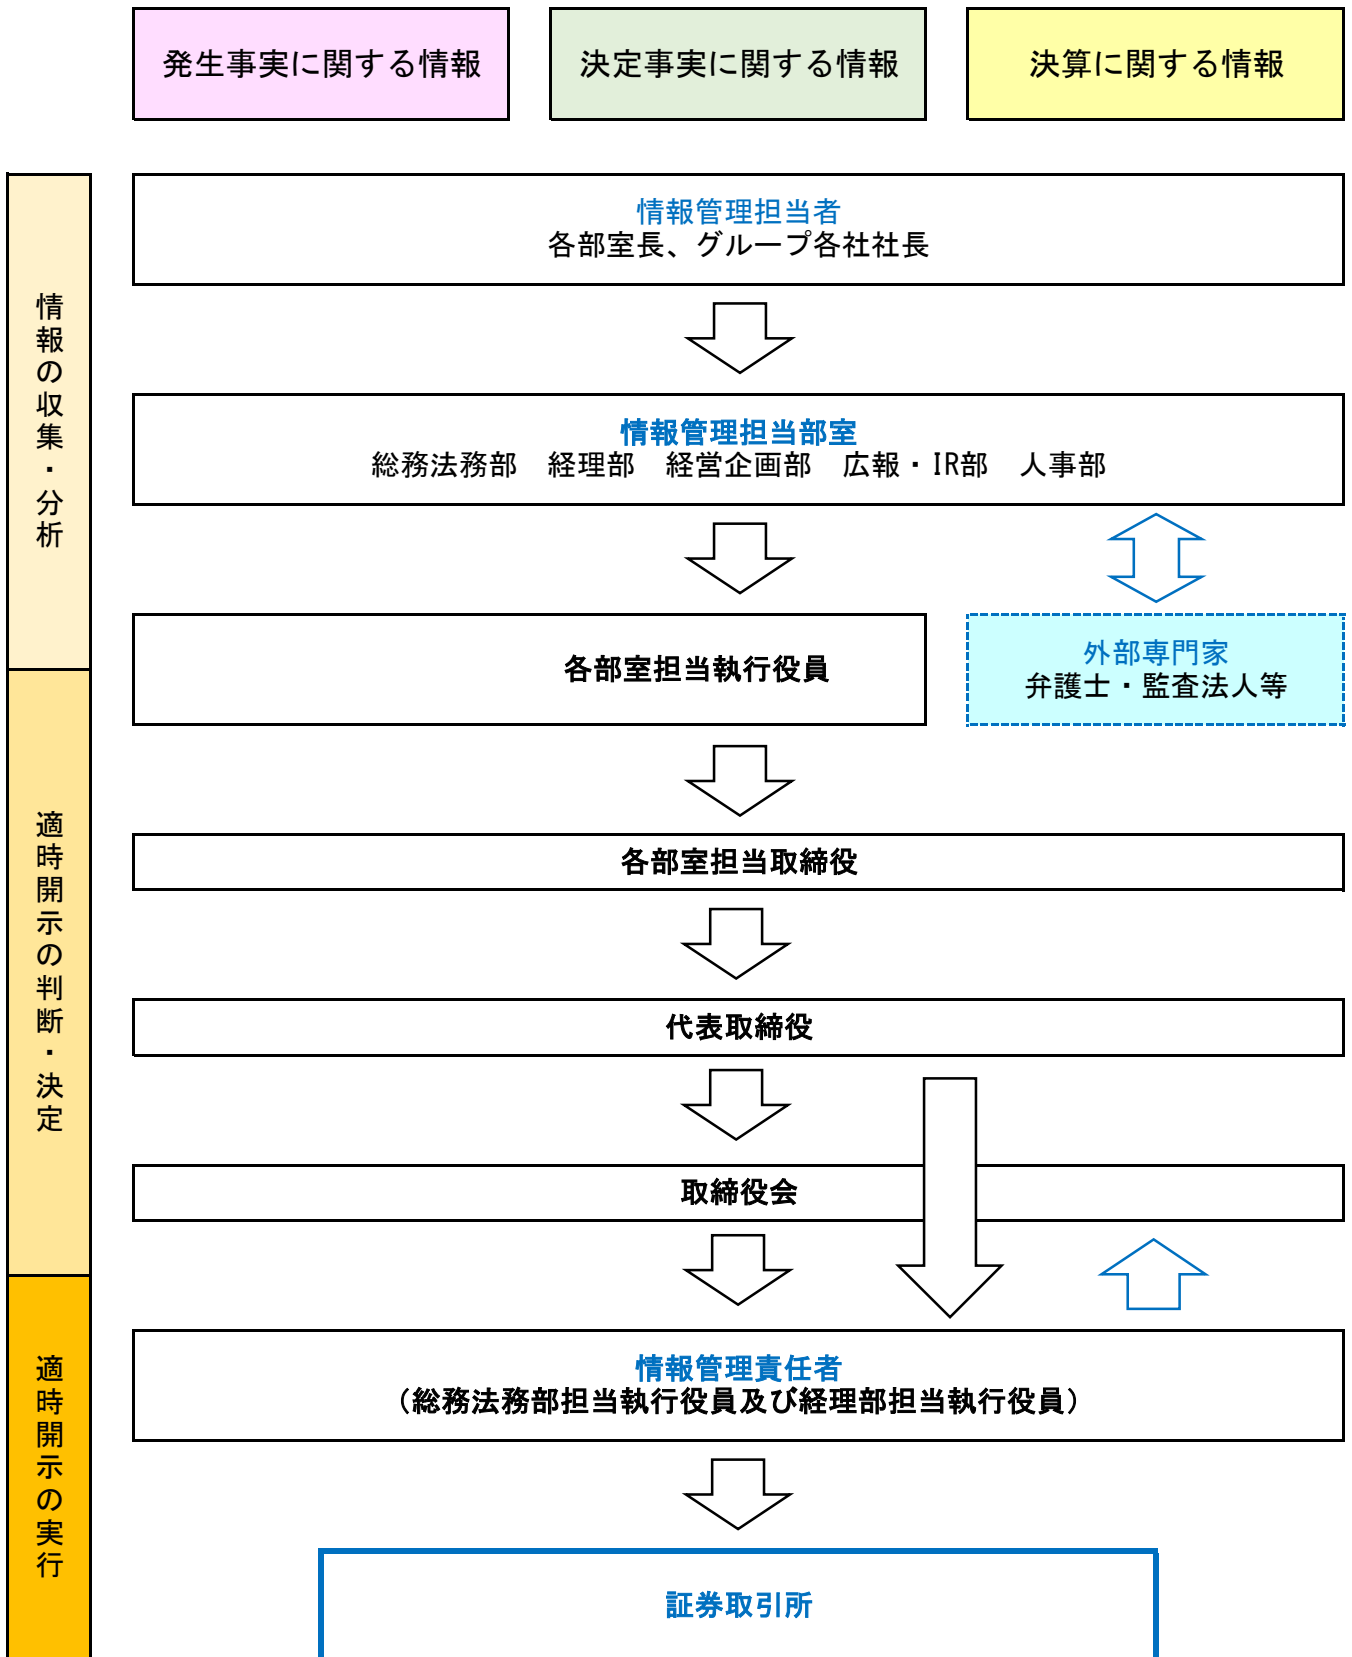 発生事実に関する情報
決定事実に関する情報
決算に関する情報
情報の収集・分析
情報管理担当者
各部室長、グループ各社社長
情報管理担当部室
総務法務部　経理部　経営企画部　広報・IR部　人事部
各部室担当執行役員
外部専門家
弁護士・監査法人等
適時開示の判断・決定
各部室担当取締役
代表取締役
取締役会
適時開示の実行
情報管理責任者
（総務法務部担当執行役員及び経理部担当執行役員）
証券取引所